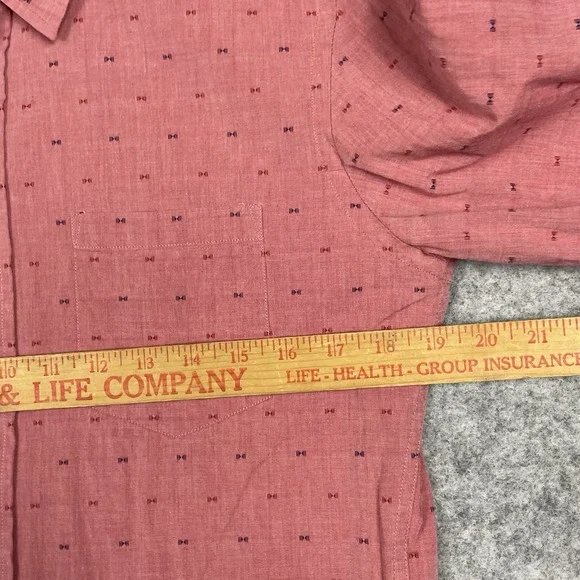 10 11 12 13 14 15 16 17 18 19 20 21
& LIFE COMPANY LIFE - HEALTH - GROUP INSURANCE